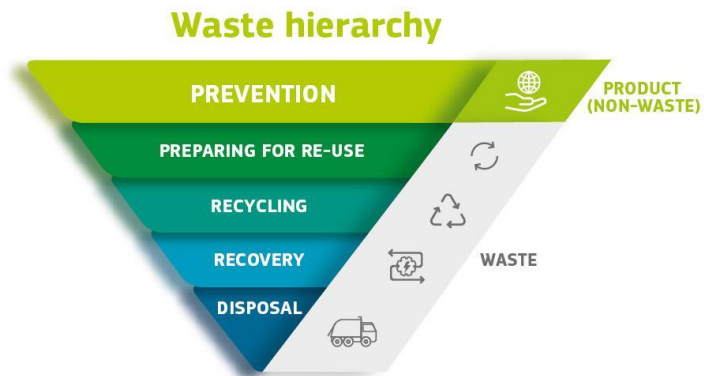 Waste hierarchy
PREVENTION
PRODUCT
(NON-WASTE)
PREPARING FOR RE-USE
RECYCLING
RECOVERY
WASTE
DISPOSAL